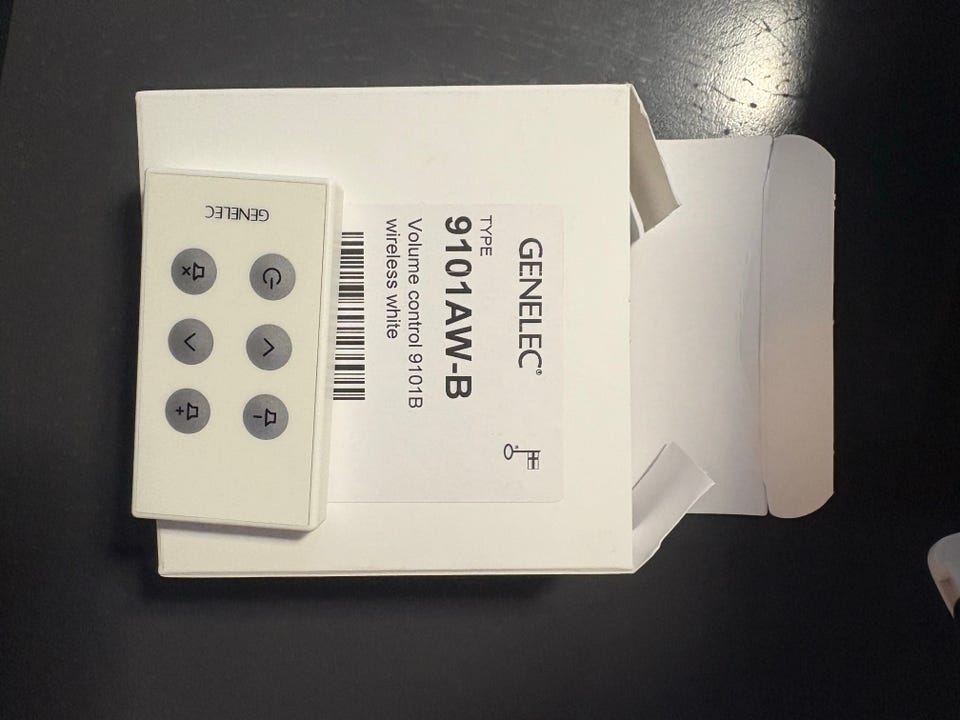 GENELEC®
TYPE
9101AW-B
Volume control 9101B
wireless white
GENELEC